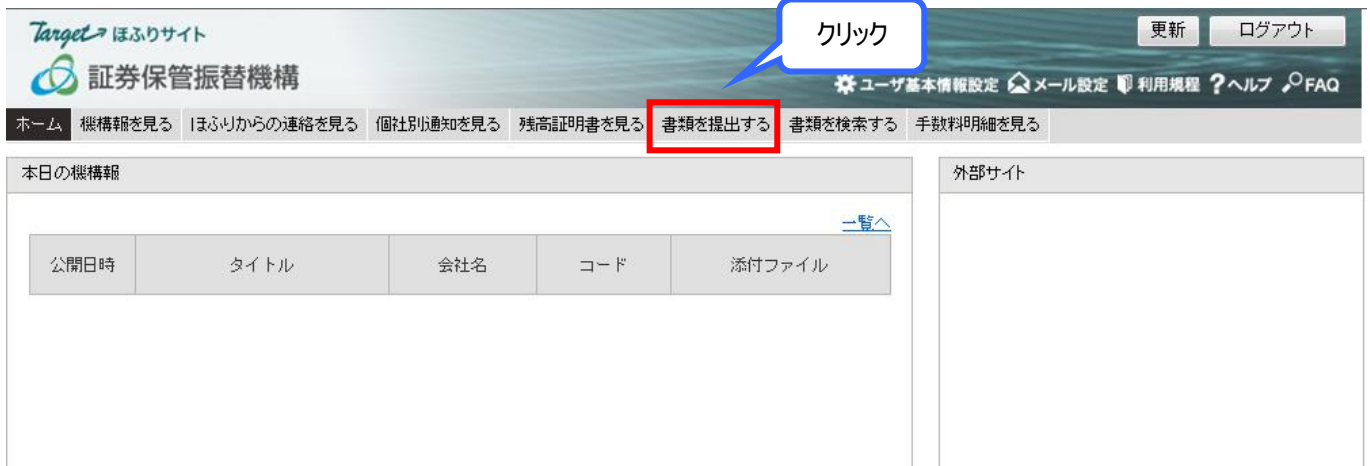 Target ほふりサイト
クリック
更新 ログアウト
証券保管振替機構
ユーザ基本情報設定 メール設定 利用規程 ?ヘルプ FAQ
ホーム 機構報を見る ほふりからの連絡を見る 個社別通知を見る 残高証明書を見る 書類を提出する 書類を検索する 手数料明細を見る
本日の機構報 外部サイト
一覧へ
公開日時 タイトル 会社名 コード 添付ファイル